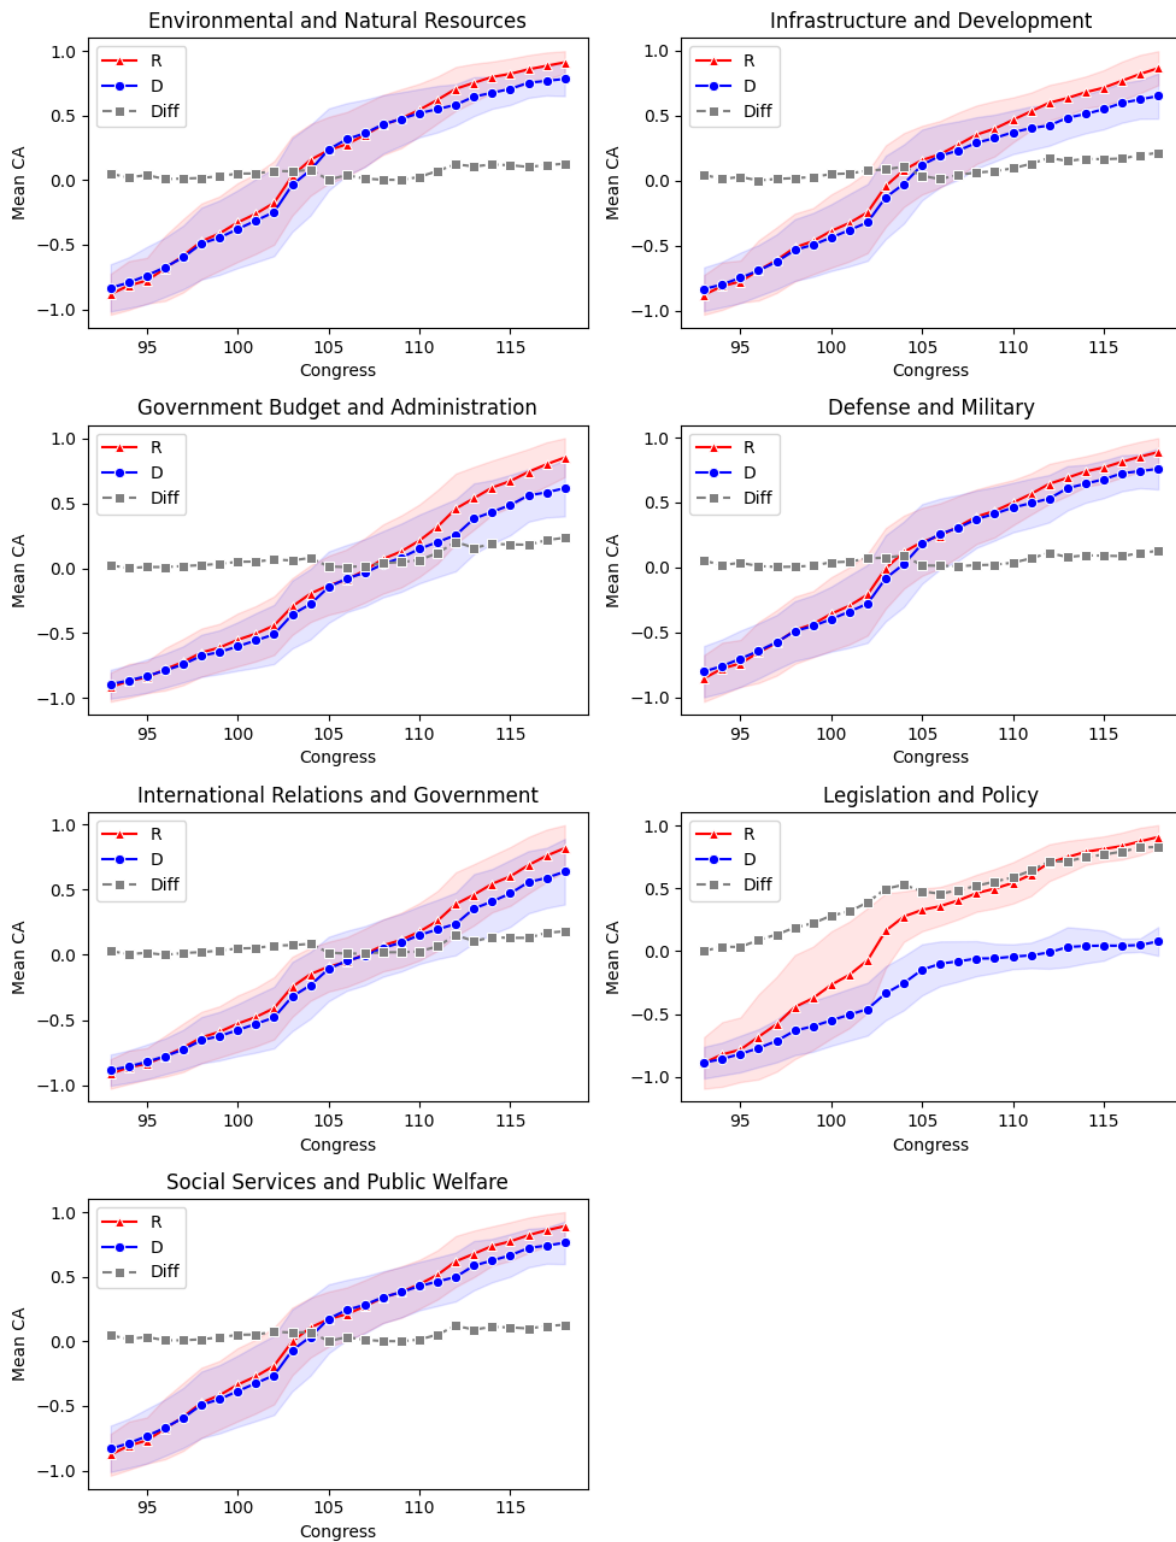 Environmental and Natural Resources
1.0
0.5
0.0
−0.5
−1.0
Mean CA
R
D
Diff
95
100
105
110
115
Congress
Infrastructure and Development
1.0
0.5
0.0
−0.5
−1.0
Mean CA
R
D
Diff
95
100
105
110
115
Congress
Government Budget and Administration
1.0
0.5
0.0
−0.5
−1.0
Mean CA
R
D
Diff
95
100
105
110
115
Congress
Defense and Military
1.0
0.5
0.0
−0.5
−1.0
Mean CA
R
D
Diff
95
100
105
110
115
Congress
International Relations and Government
1.0
0.5
0.0
−0.5
−1.0
Mean CA
R
D
Diff
95
100
105
110
115
Congress
Legislation and Policy
1.0
0.5
0.0
−0.5
−1.0
Mean CA
R
D
Diff
95
100
105
110
115
Congress
Social Services and Public Welfare
1.0
0.5
0.0
−0.5
−1.0
Mean CA
R
D
Diff
95
100
105
110
115
Congress